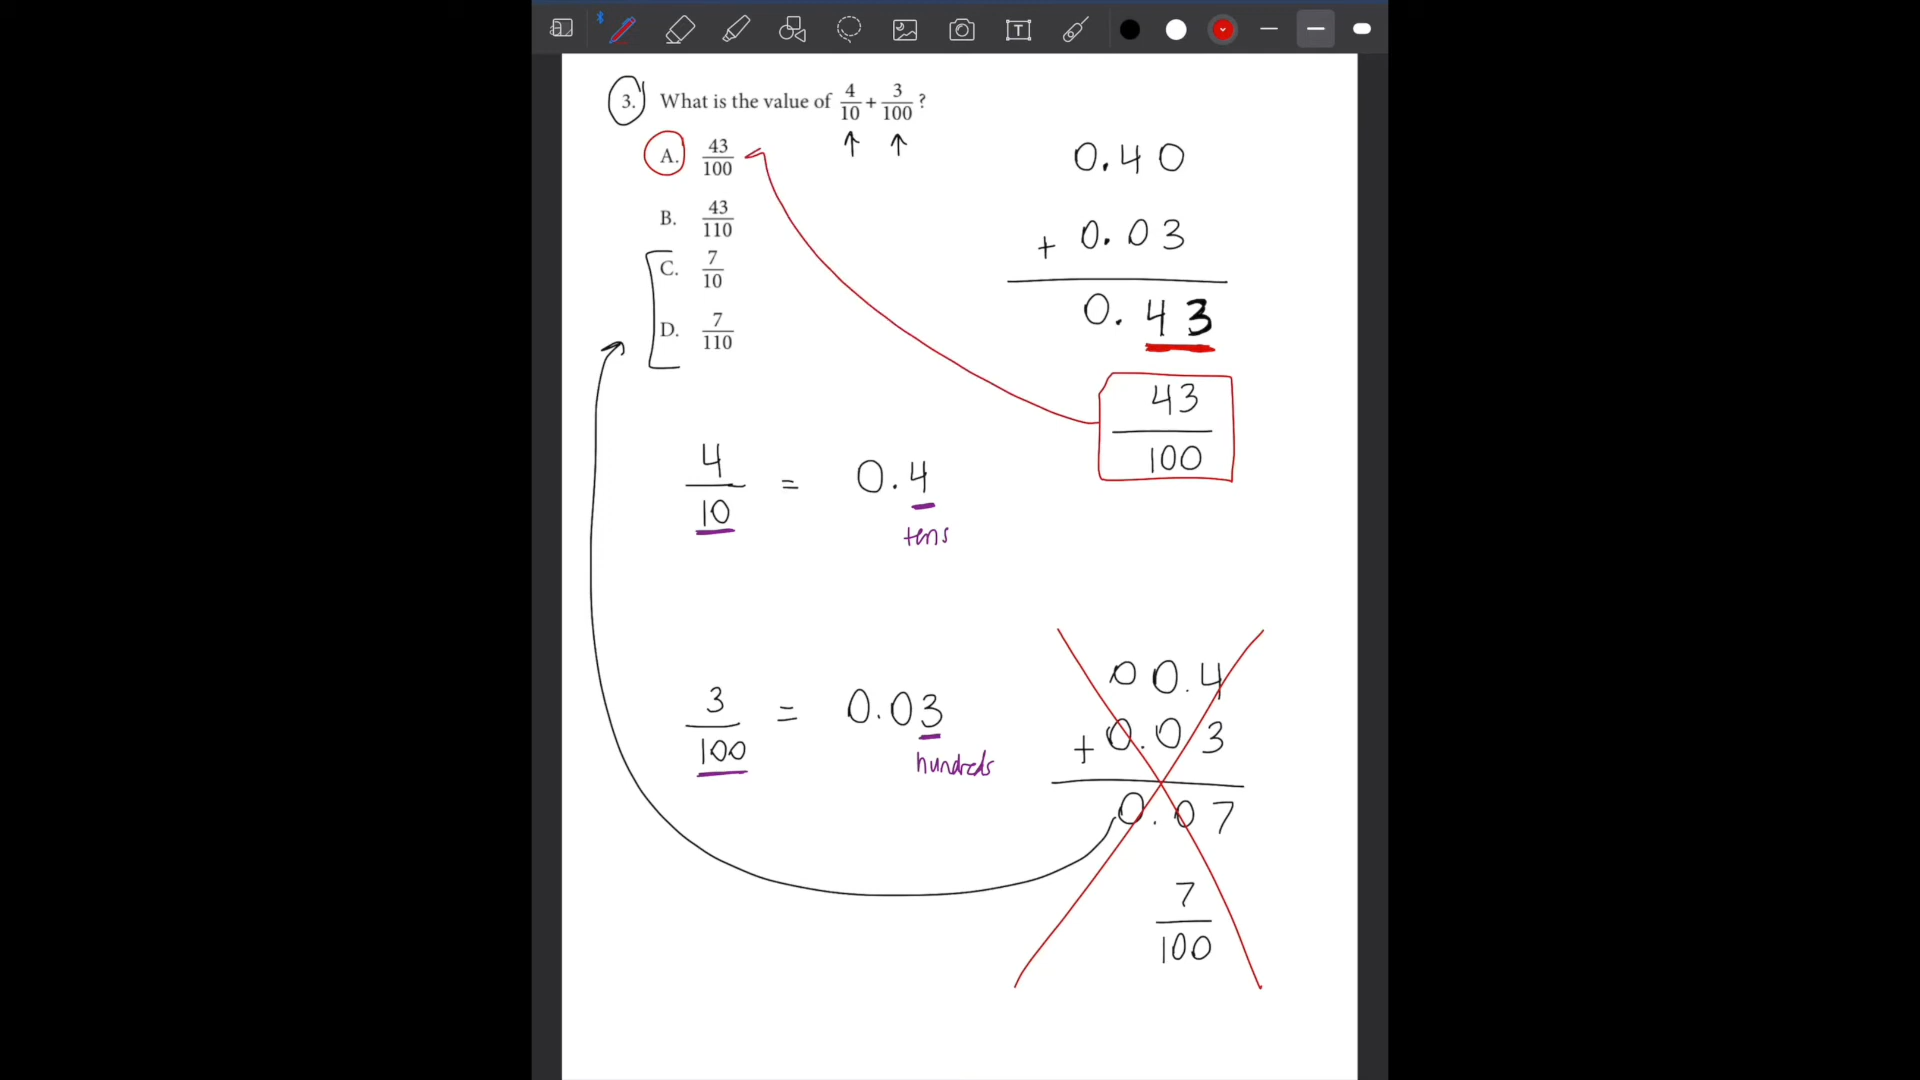 3. What is the value of 4/10 + 3/100 ?
A. 43/100
B. 43/110
C. 7/10
D. 7/110
0.40
+ 0.03
0.43
43/100
4/10 = 0.4
tens
3/100 = 0.03
hundreds
00.4
+ 0.03
0.07
7/100